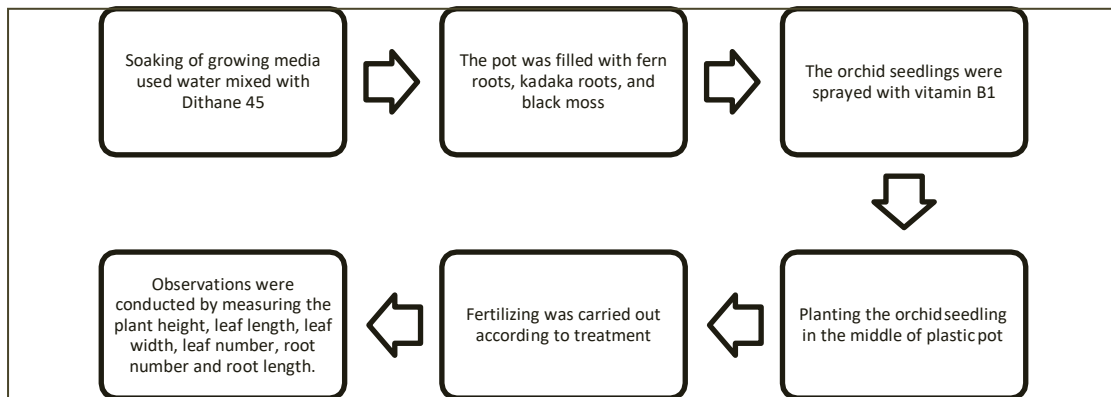 Soaking of growing media
used water mixed with
Dithane 45
The pot was filled with fern
roots, kadaka roots, and
black moss
The orchid seedlings were
sprayed with vitamin B1
Planting the orchid seedling
in the middle of plastic pot
Fertilizing was carried out
according to treatment
Observations were
conducted by measuring the
plant height, leaf length, leaf
width, leaf number, root
number and root length.